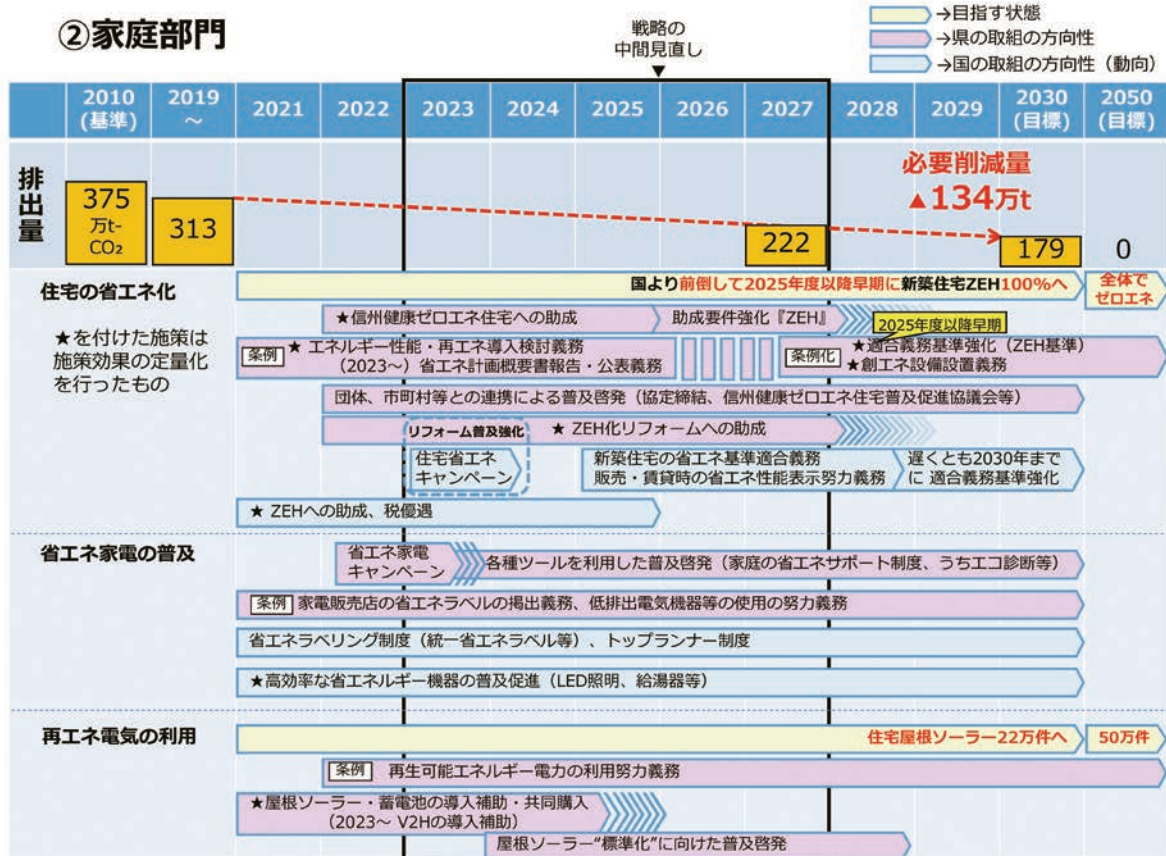 ②家庭部門
戦略の
中間見直し
▼
→目指す状態
→県の取組の方向性
→国の取組の方向性（動向）
2010
(基準)
2019
～
2021
2022
2023
2024
2025
2026
2027
2028
2029
2030
(目標)
2050
(目標)
排出量
375
万t-
CO₂
313
222
必要削減量
▲134万t
179
0
住宅の省エネ化
国より前倒して2025年度以降早期に新築住宅ZEH100%へ
全体で
ゼロエネ
★を付けた施策は
施策効果の定量化
を行ったもの
★信州健康ゼロエネ住宅への助成
助成要件強化『ZEH』
2025年度以降早期
条例 ★ エネルギー性能・再エネ導入検討義務
（2023～）省エネ計画概要書報告・公表義務
条例化 ★適合義務基準強化（ZEH基準）
★創エネ設備設置義務
団体、市町村等との連携による普及啓発（協定締結、信州健康ゼロエネ住宅普及促進協議会等）
リフォーム普及強化
★ ZEH化リフォームへの助成
住宅省エネ
キャンペーン
新築住宅の省エネ基準適合義務
販売・賃貸時の省エネ性能表示努力義務
遅くとも2030年まで
に 適合義務基準強化
★ ZEHへの助成、税優遇
省エネ家電の普及
省エネ家電
キャンペーン
各種ツールを利用した普及啓発（家庭の省エネサポート制度、うちエコ診断等）
条例 家電販売店の省エネラベルの掲出義務、低排出電気機器等の使用の努力義務
省エネラベリング制度（統一省エネラベル等）、トップランナー制度
★高効率な省エネルギー機器の普及促進（LED照明、給湯器等）
再エネ電気の利用
住宅屋根ソーラー22万件へ
50万件
条例 再生可能エネルギー電力の利用努力義務
★屋根ソーラー・蓄電池の導入補助・共同購入
（2023～ V2Hの導入補助）
屋根ソーラー“標準化”に向けた普及啓発